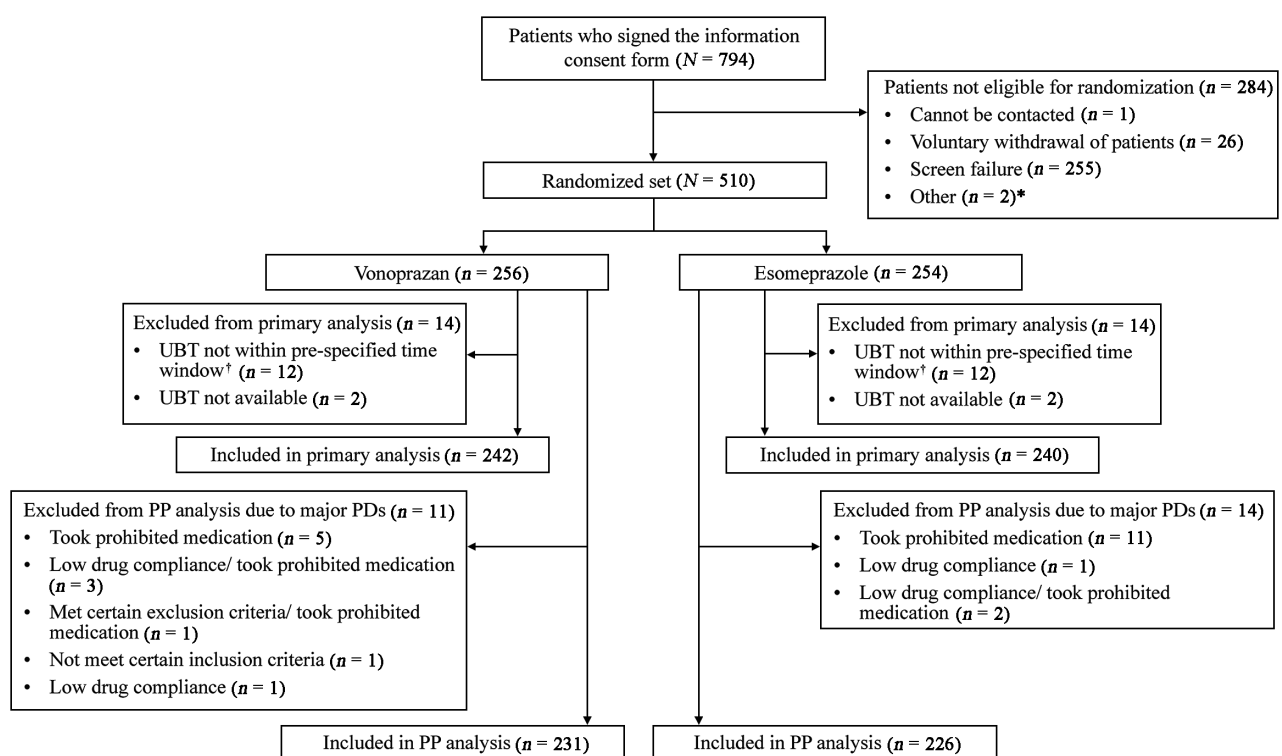 Patients who signed the information
consent form (N = 794)
Patients not eligible for randomization (n = 284)
• Cannot be contacted (n = 1)
• Voluntary withdrawal of patients (n = 26)
• Screen failure (n = 255)
• Other (n = 2)*
Randomized set (N = 510)
Vonoprazan (n = 256)
Esomeprazole (n = 254)
Excluded from primary analysis (n = 14)
• UBT not within pre-specified time
window† (n = 12)
• UBT not available (n = 2)
Excluded from primary analysis (n = 14)
• UBT not within pre-specified time
window† (n = 12)
• UBT not available (n = 2)
Included in primary analysis (n = 242)
Included in primary analysis (n = 240)
Excluded from PP analysis due to major PDs (n = 11)
• Took prohibited medication (n = 5)
• Low drug compliance/ took prohibited medication
(n = 3)
• Met certain exclusion criteria/ took prohibited
medication (n = 1)
• Not meet certain inclusion criteria (n = 1)
• Low drug compliance (n = 1)
Excluded from PP analysis due to major PDs (n = 14)
• Took prohibited medication (n = 11)
• Low drug compliance (n = 1)
• Low drug compliance/ took prohibited
medication (n = 2)
Included in PP analysis (n = 231)
Included in PP analysis (n = 226)